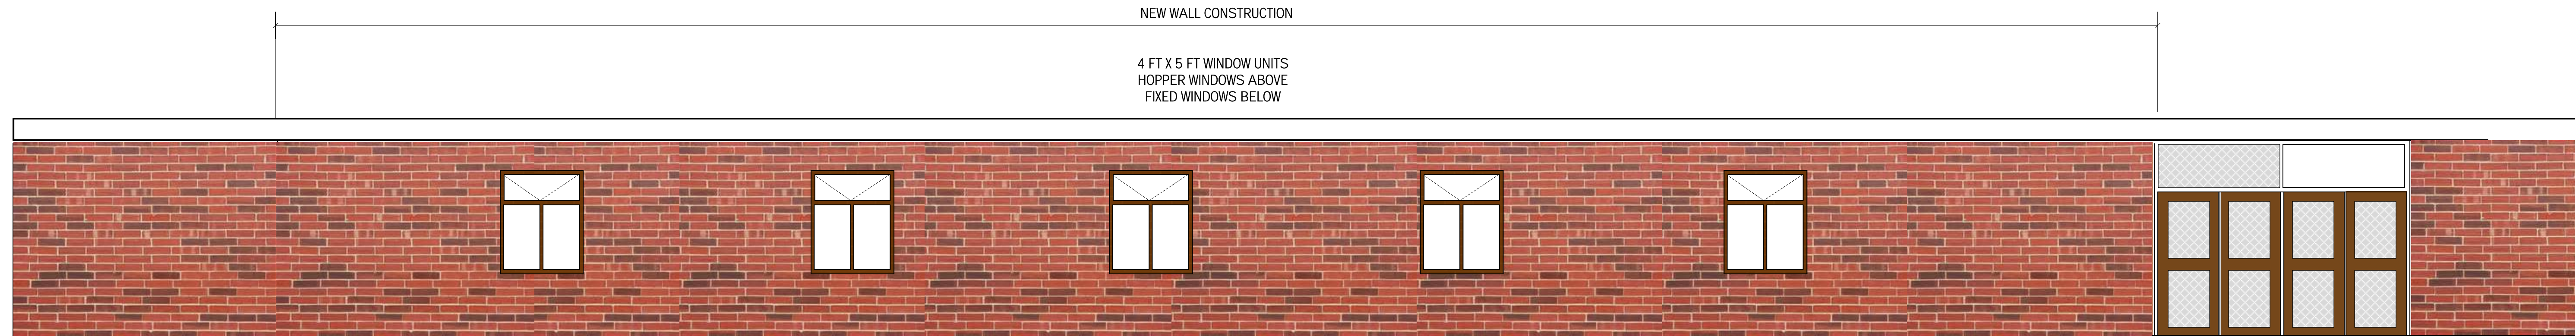 NEW WALL CONSTRUCTION
4 FT X 5 FT WINDOW UNITS
HOPPER WINDOWS ABOVE
FIXED WINDOWS BELOW